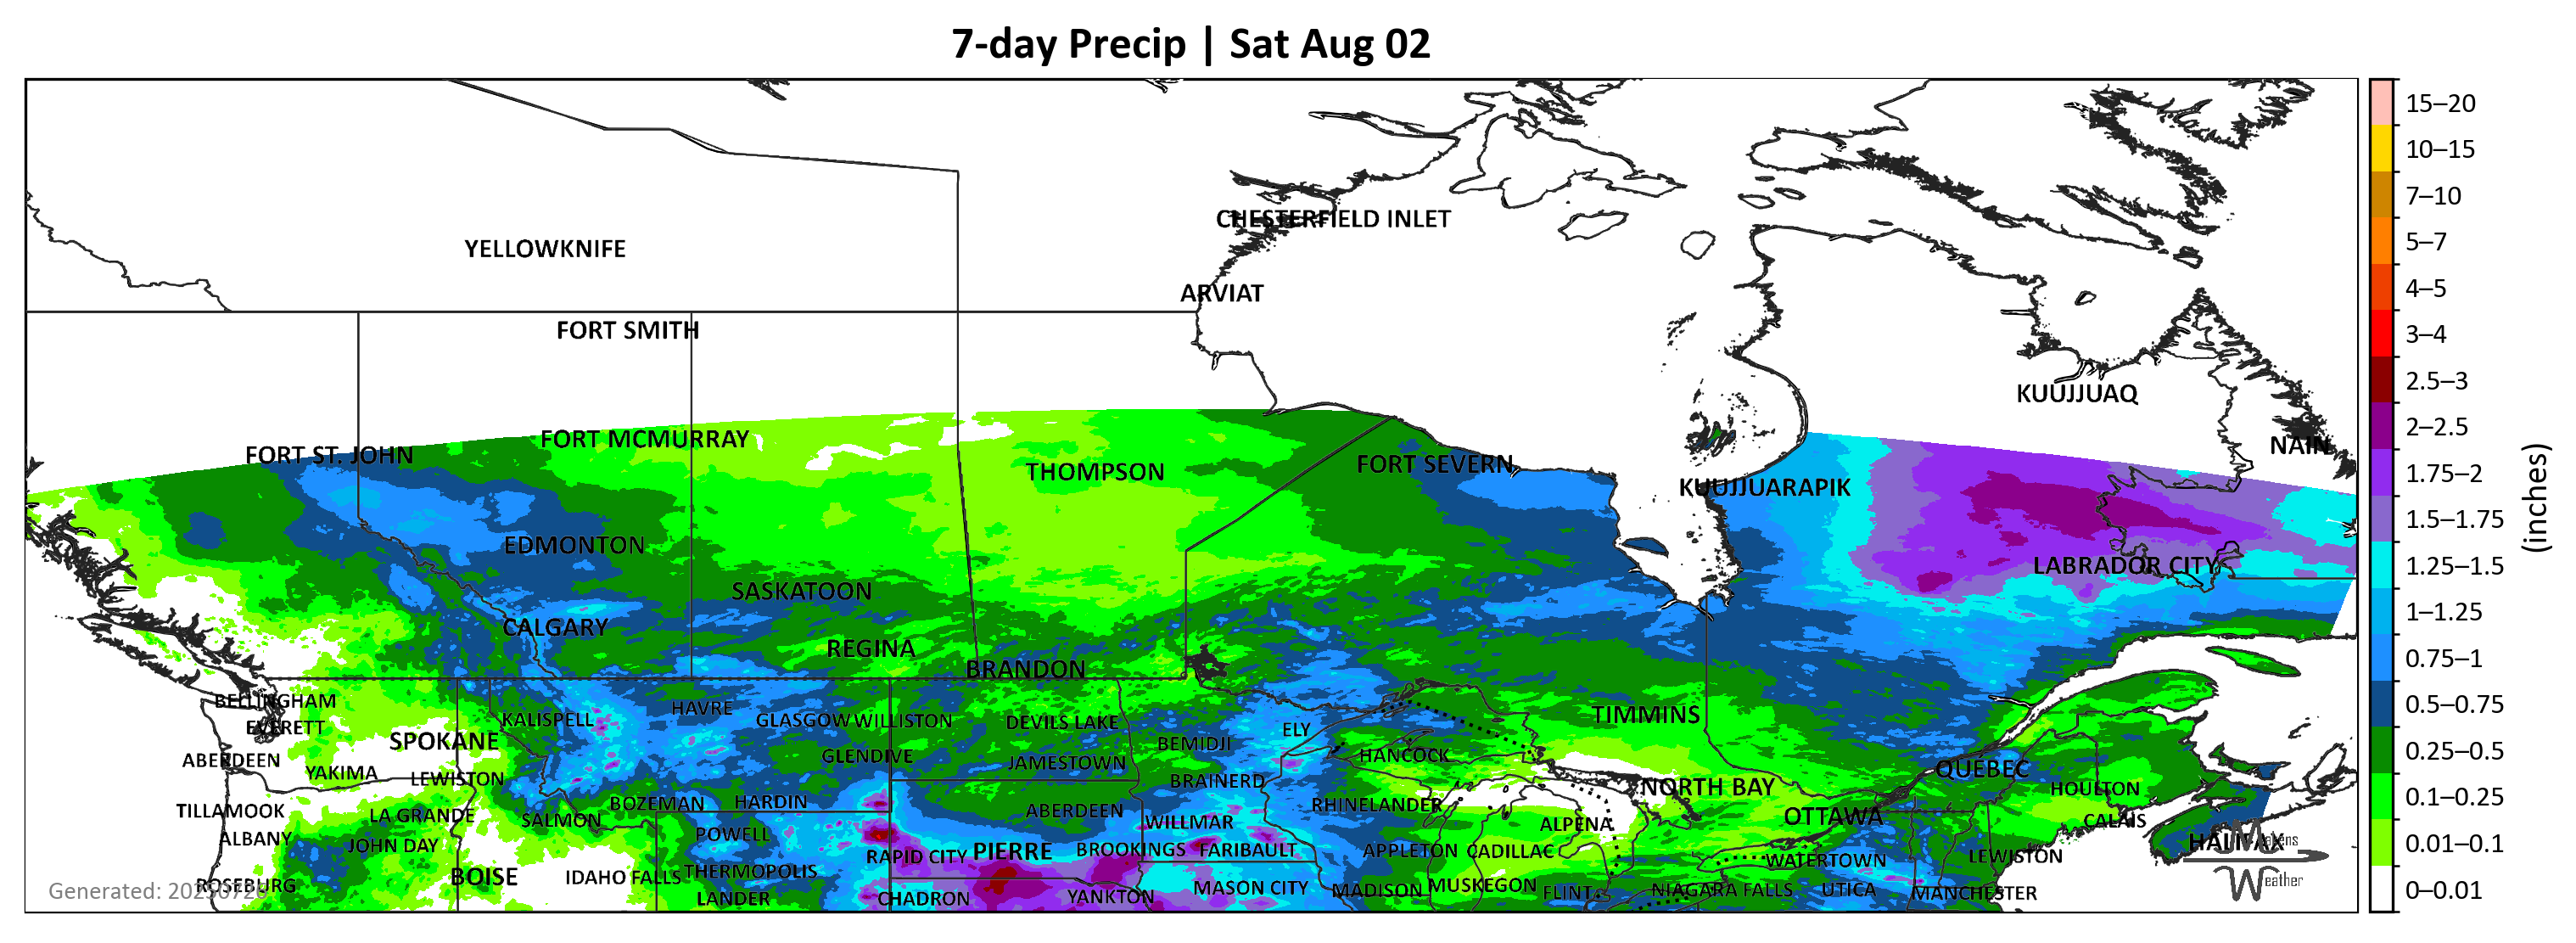 7-day Precip | Sat Aug 02
CHESTERFIELD INLET
YELLOWKNIFE
ARVIAT
FORT SMITH
KUUJJUAQ
NAIN
FORT MCMURRAY
FORT ST. JOHN
THOMPSON
FORT SEVERN
KUUJJUARAPIK
EDMONTON
LABRADOR CITY
SASKATOON
CALGARY
REGINA
BRANDON
BELLINGHAM
KALISPELL
HAVRE
GLASGOW WILLISTON
DEVILS LAKE
TIMMINS
EVERETT
SPOKANE
ELY
BEMIDJI
ABERDEEN
GLENDIVE
JAMESTOWN
HANCOCK
QUÉBEC
YAKIMA
LEWISTON
BRAINERD
NORTH BAY
HOULTON
TILLAMOOK
LA GRANDE
SALMON
BOZEMAN
HARDIN
ABERDEEN
RHINELANDER
OTTAWA
CALAIS
ALBANY
JOHN DAY
POWELL
WILLMAR
ALPENA
HALIFAX
RAPID CITY
PIERRE
BROOKINGS
FARIBAULT
APPLETON
CADILLAC
WATERTOWN
LEWISTON
ROSEBURG
BOISE
IDAHO FALLS
THERMOPOLIS
MASON CITY
MADISON
MUSKEGON
FLINT
NIAGARA FALLS
UTICA
MANCHESTER
LANDER
CHADRON
YANKTON
Weather
15–20
10–15
7–10
5–7
4–5
3–4
2.5–3
2–2.5
1.75–2
1.5–1.75
1.25–1.5
1–1.25
0.75–1
0.5–0.75
0.25–0.5
0.1–0.25
0.01–0.1
0–0.01
(inches)